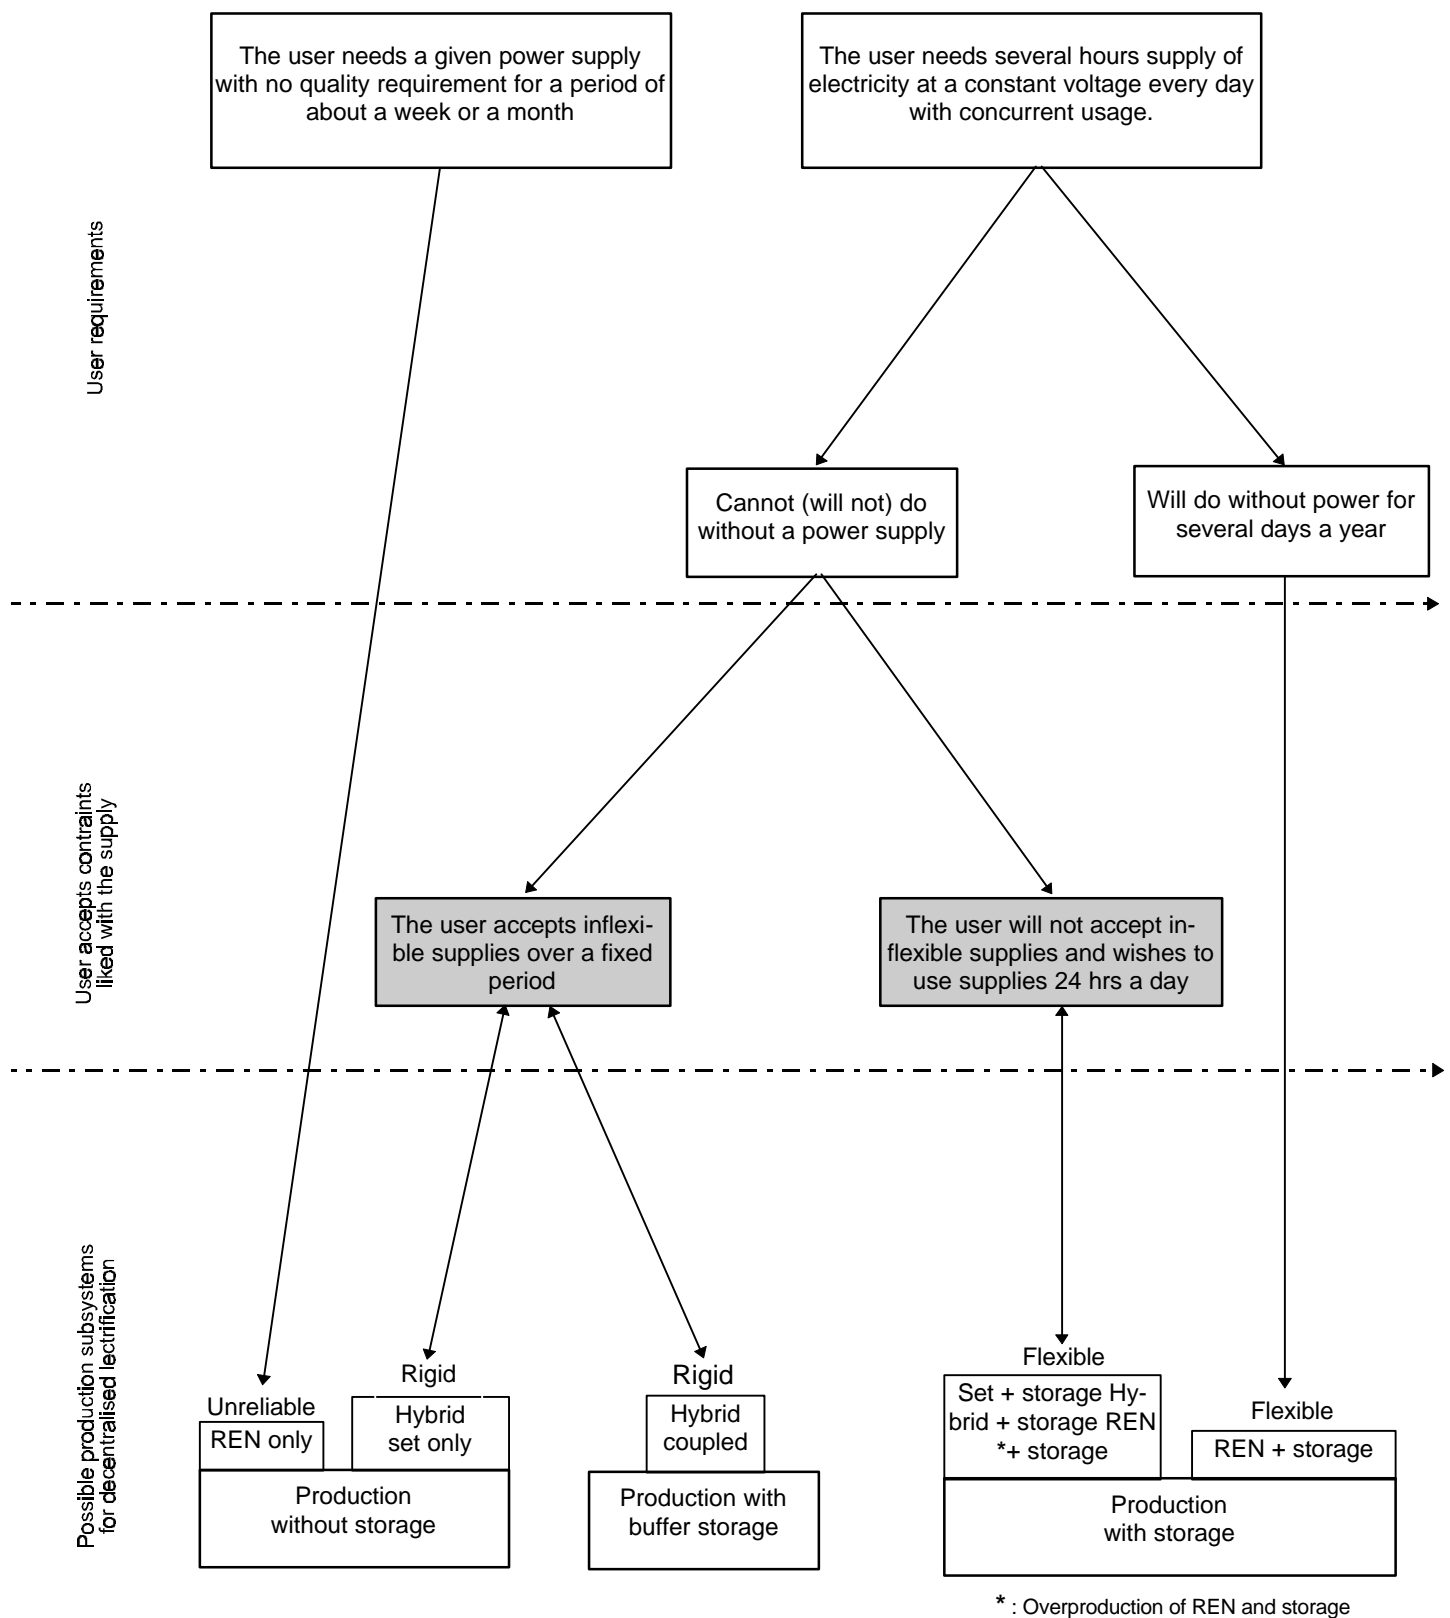 The user needs a given power supply
with no quality requirement for a period of
about a week or a month
The user needs several hours supply of
electricity at a constant voltage every day
with concurrent usage.
User requirements
Cannot (will not) do
without a power supply
Will do without power for
several days a year
User accepts contraints
liked with the supply
The user accepts inflexi-
ble supplies over a fixed
period
The user will not accept in-
flexible supplies and wishes to
use supplies 24 hrs a day
Possible production subsystems
for decentralised lectrification
Unreliable
REN only
Rigid
Hybrid
set only
Production
without storage
Rigid
Hybrid
coupled
Production with
buffer storage
Flexible
Set + storage Hy-
brid + storage REN
*+ storage
Flexible
REN + storage
Production
with storage
* : Overproduction of REN and storage